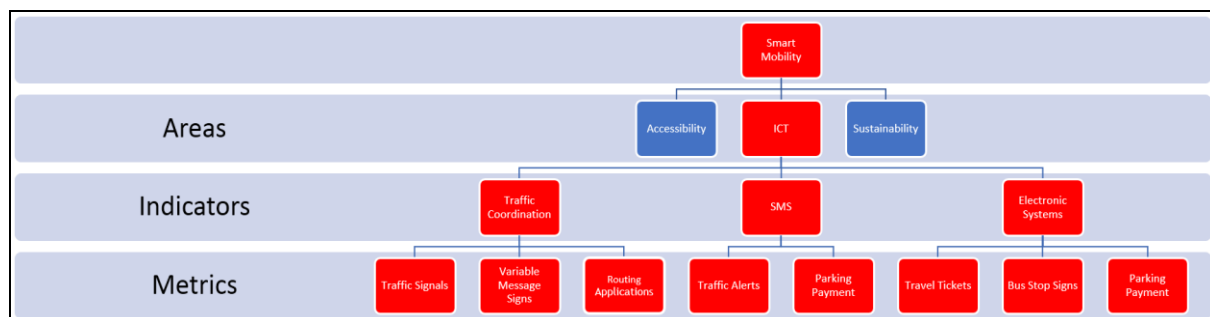 Smart
Mobility
Areas
Accessibility
ICT
Sustainability
Indicators
Traffic
Coordination
SMS
Electronic
Systems
Metrics
Traffic Signals
Variable
Message
Signs
Routing
Applications
Traffic Alerts
Parking
Payment
Travel Tickets
Bus Stop Signs
Parking
Payment